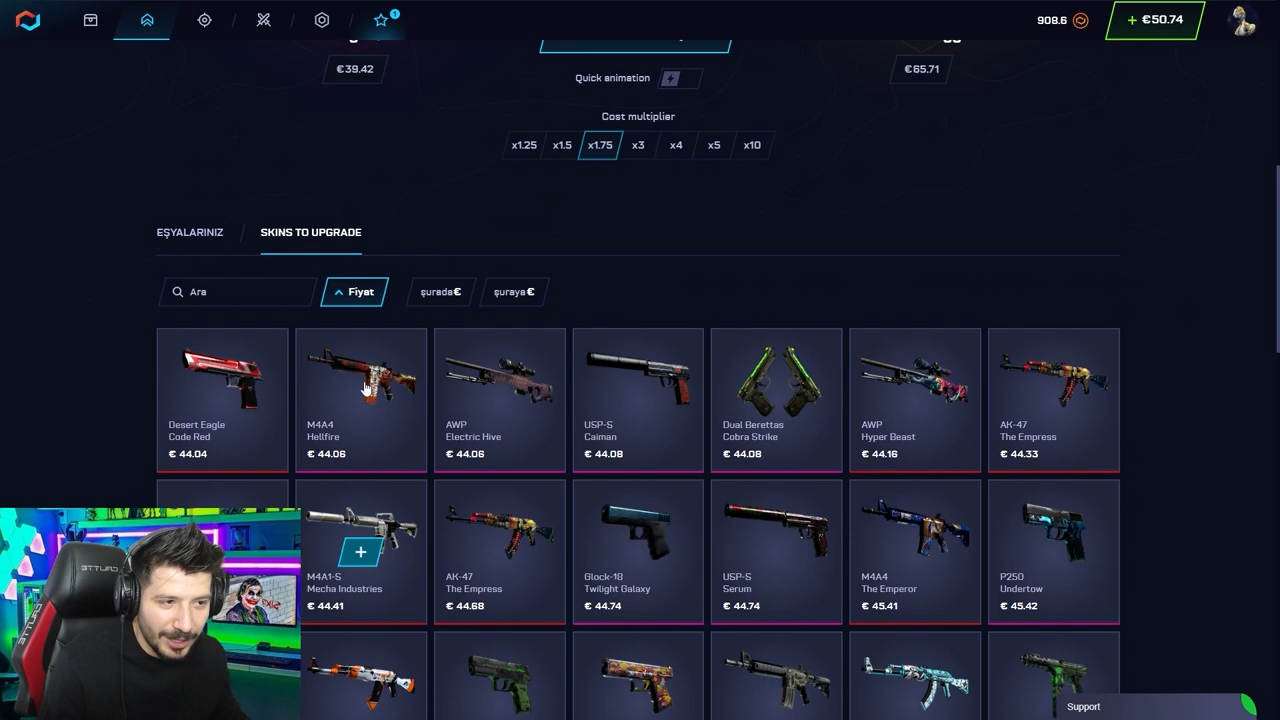 1
908.6
+ €50.74
€39.42
€65.71
Quick animation
Cost multiplier
x1.25
x1.5
x1.75
x3
x4
x5
x10
EŞYALARINIZ
SKINS TO UPGRADE
Ara
Fiyat
şurada€
şuraya€
Desert Eagle
Code Red
€ 44.04
M4A4
Hellfire
€ 44.06
AWP
Electric Hive
€ 44.06
USP-S
Caiman
€ 44.08
Dual Berettas
Cobra Strike
€ 44.08
AWP
Hyper Beast
€ 44.16
AK-47
The Empress
€ 44.33
+
M4A1-S
Mecha Industries
€ 44.41
AK-47
The Empress
€ 44.68
Glock-18
Twilight Galaxy
€ 44.74
USP-S
Serum
€ 44.74
M4A4
The Emperor
€ 45.41
P250
Undertow
€ 45.42
Support